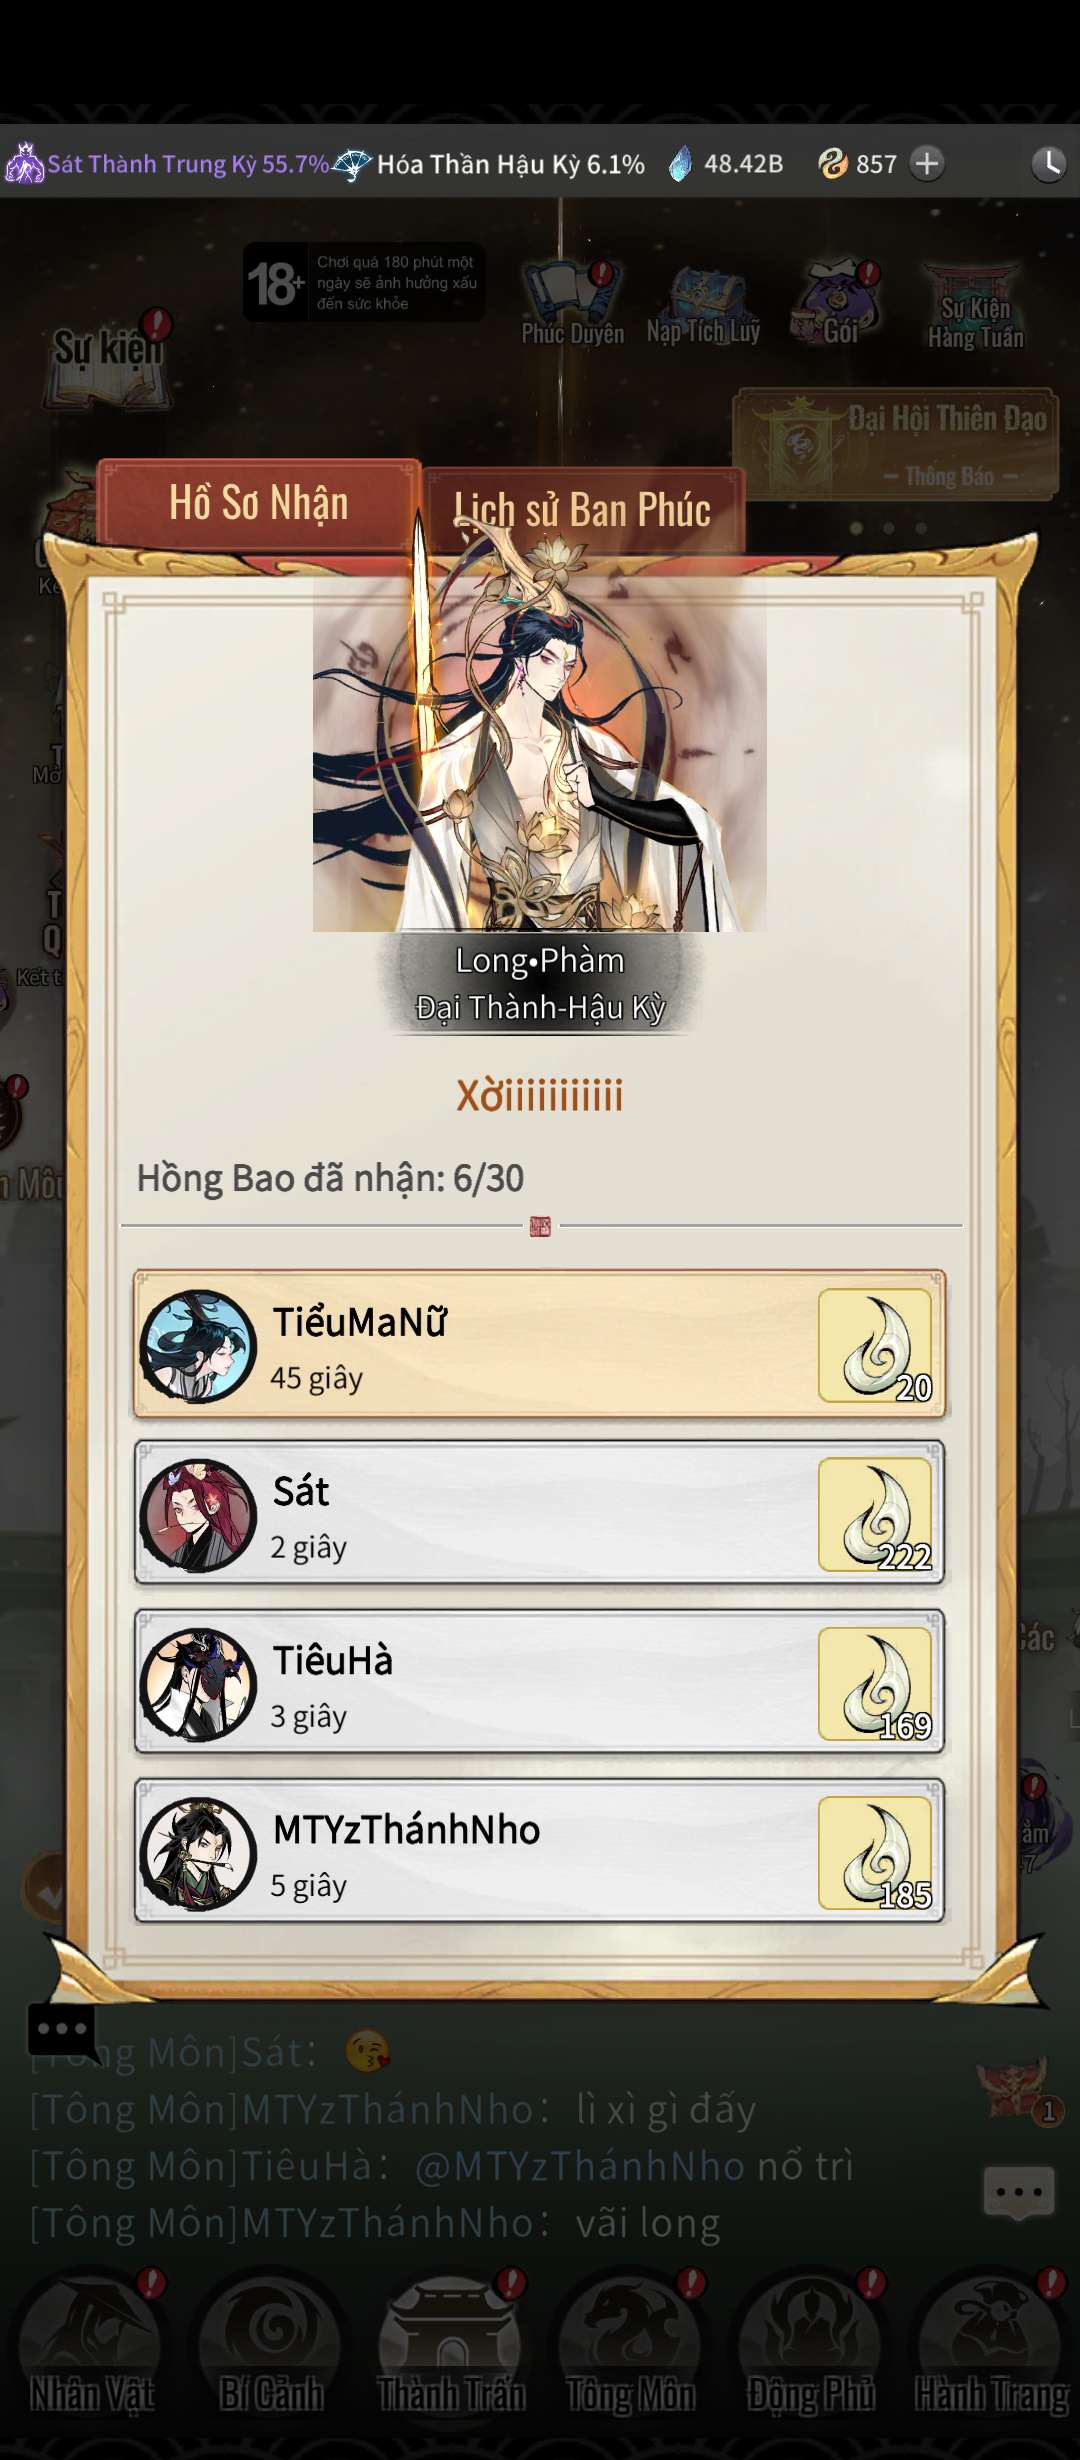 Sát Thành Trung Kỳ 55.7% Hóa Thần Hậu Kỳ 6.1% 48.42B 857
18+
Chơi quá 180 phút một
ngày sẽ ảnh hưởng xấu
đến sức khỏe
Sự kiện
Phúc Duyên
Nạp Tích Luỹ
Gói
Sự Kiện
Hàng Tuần
Đại Hội Thiên Đạo
Thông Báo
Hồ Sơ Nhận
Lịch sử Ban Phúc
Long•Phàm
Đại Thành-Hậu Kỳ
Xờiiiiiiiiiii
Hồng Bao đã nhận: 6/30
TiểuMaNữ
45 giây
20
Sát
2 giây
222
TiêuHà
3 giây
169
MTYzThánhNho
5 giây
185
[Tông Môn]Sát: 😘
[Tông Môn]MTYzThánhNho: lì xì gì đấy
[Tông Môn]TiêuHà: @MTYzThánhNho nổ trì
[Tông Môn]MTYzThánhNho: vãi long
1
Nhân Vật
Bí Cảnh
Thành Trấn
Tông Môn
Động Phủ
Hành Trang